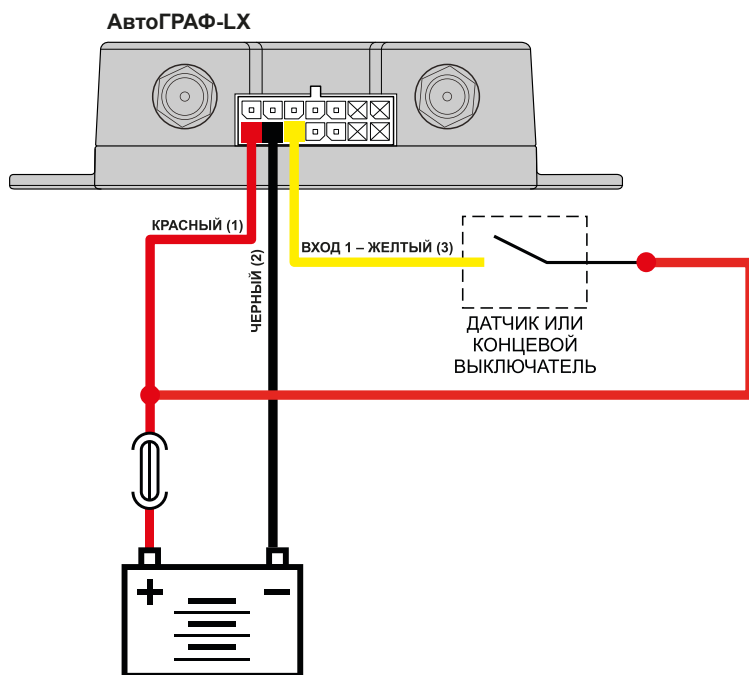 АвтоГРАФ-LX
КРАСНЫЙ (1)
ЧЕРНЫЙ (2)
ВХОД 1 – ЖЕЛТЫЙ (3)
ДАТЧИК ИЛИ
КОНЦЕВОЙ
ВЫКЛЮЧАТЕЛЬ
+ −